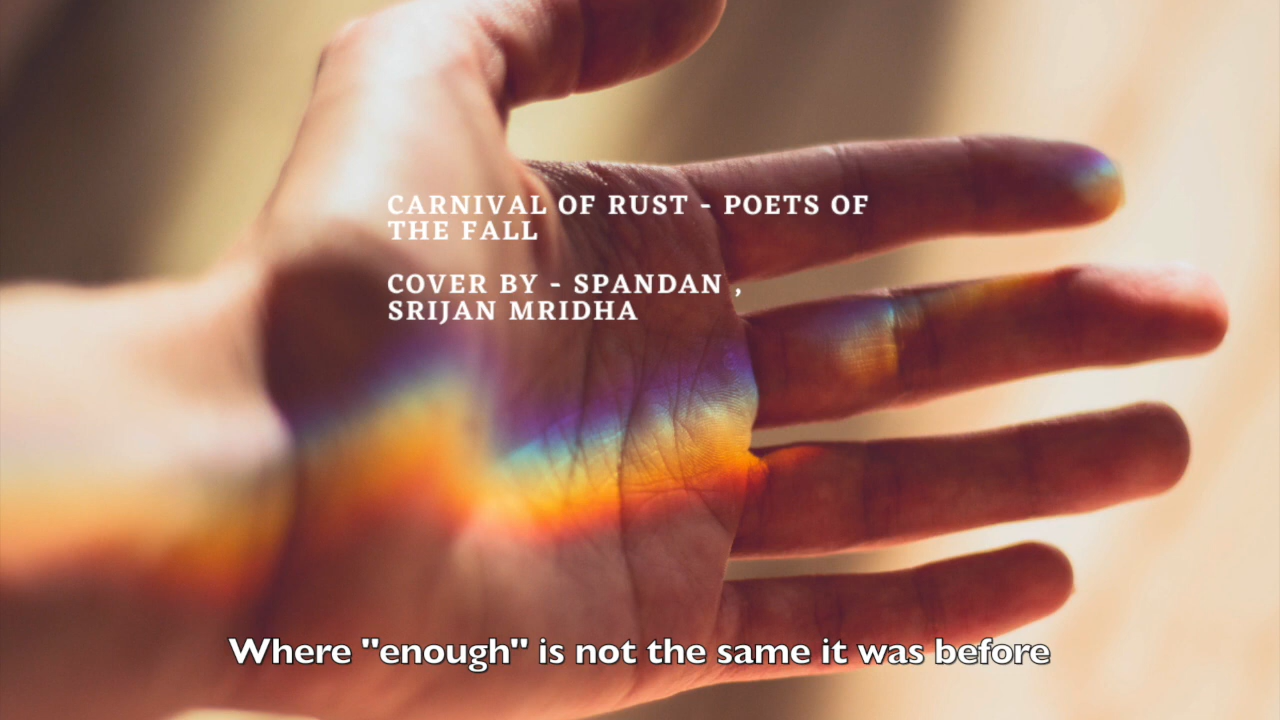 CARNIVAL OF RUST - POETS OF
THE FALL
COVER BY - SPANDAN ,
SRIJAN MRIDHA
Where "enough" is not the same it was before